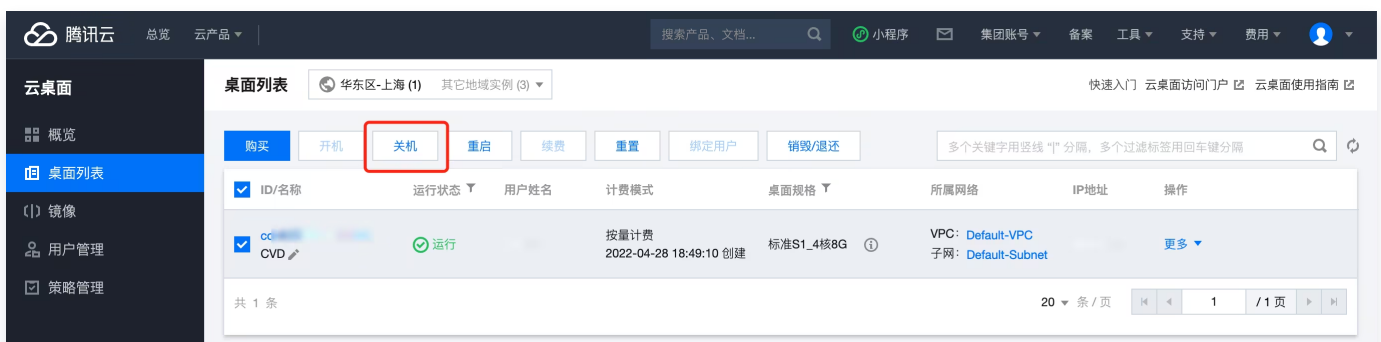 腾讯云 总览 云产品 搜索产品、文档... 小程序 集团账号 备案 工具 支持 费用
云桌面
概览
桌面列表
镜像
用户管理
策略管理
桌面列表 华东区-上海 (1) 其它地域实例 (3) 快速入门 云桌面访问门户 云桌面使用指南
购买 开机 关机 重启 续费 重置 绑定用户 销毁/退还 多个关键字用竖线 "|" 分隔，多个过滤标签用回车键分隔
ID/名称 运行状态 用户姓名 计费模式 桌面规格 所属网络 IP地址 操作
CVD 运行 按量计费 标准S1_4核8G VPC：Default-VPC 更多
2022-04-28 18:49:10 创建 子网：Default-Subnet
共 1 条 20 条 / 页 1 / 1 页